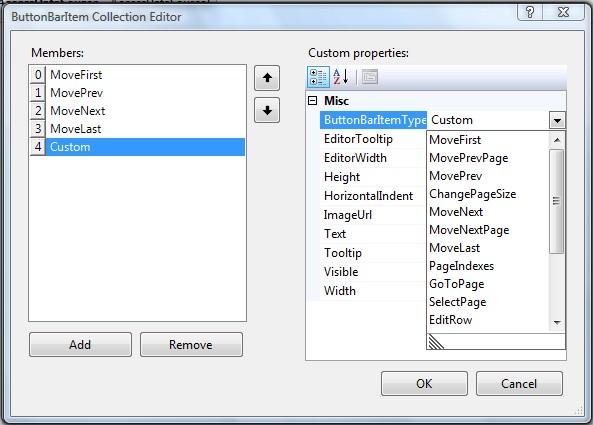 ButtonBarItem Collection Editor
Members:
0 MoveFirst
1 MovePrev
2 MoveNext
3 MoveLast
4 Custom
Add
Remove
Custom properties:
Misc
ButtonBarItemType Custom
EditorTooltip
EditorWidth
Height
HorizontalIndent
ImageUrl
Text
Tooltip
Visible
Width
MoveFirst
MovePrevPage
MovePrev
ChangePageSize
MoveNext
MoveNextPage
MoveLast
PageIndexes
GoToPage
SelectPage
EditRow
OK
Cancel